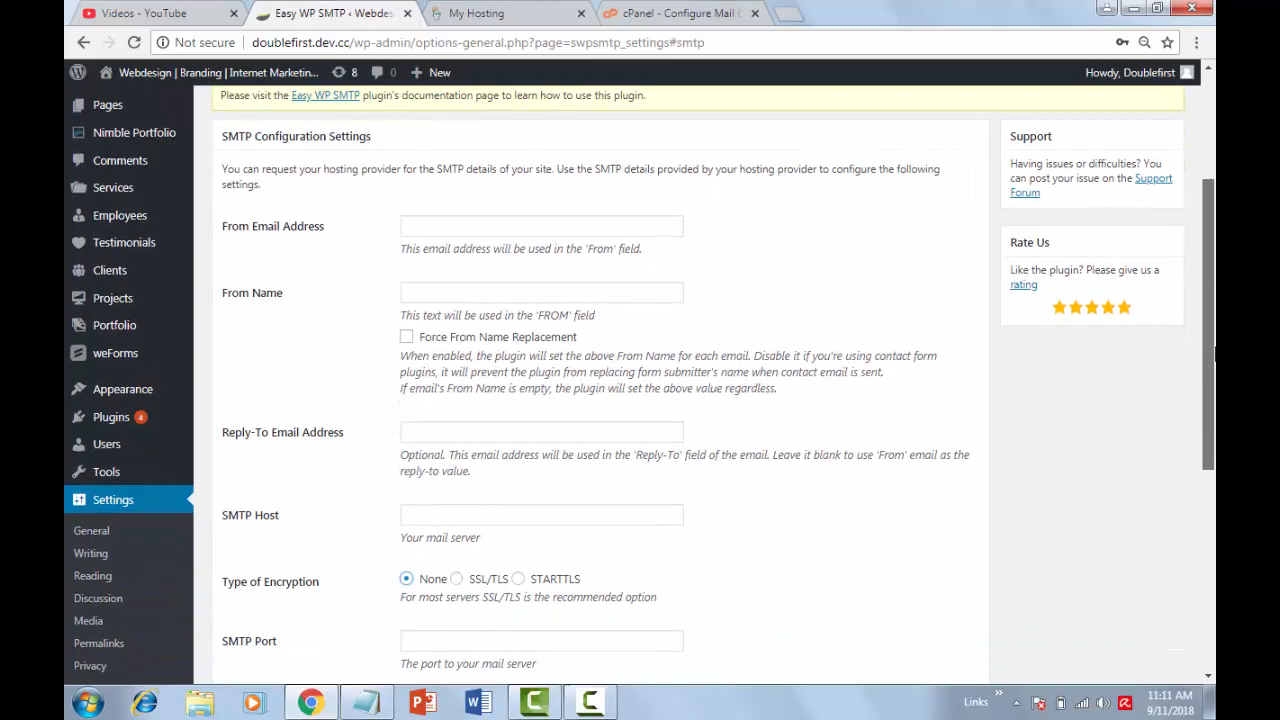 Videos - YouTube
Easy WP SMTP ‹ Webdes
My Hosting
cPanel - Configure Mail C
Not secure
doublefirst.dev.cc/wp-admin/options-general.php?page=swpsmtp_settings#smtp
Webdesign | Branding | Internet Marketin...
8
0
New
Howdy, Doublefirst
Pages
Nimble Portfolio
Comments
Services
Employees
Testimonials
Clients
Projects
Portfolio
weForms
Appearance
Plugins 4
Users
Tools
Settings
General
Writing
Reading
Discussion
Media
Permalinks
Privacy
Please visit the Easy WP SMTP plugin's documentation page to learn how to use this plugin.
SMTP Configuration Settings
You can request your hosting provider for the SMTP details of your site. Use the SMTP details provided by your hosting provider to configure the following
settings.
From Email Address
This email address will be used in the 'From' field.
From Name
This text will be used in the 'FROM' field
Force From Name Replacement
When enabled, the plugin will set the above From Name for each email. Disable it if you're using contact form
plugins, it will prevent the plugin from replacing form submitter's name when contact email is sent.
If email's From Name is empty, the plugin will set the above value regardless.
Reply-To Email Address
Optional. This email address will be used in the 'Reply-To' field of the email. Leave it blank to use 'From' email as the
reply-to value.
SMTP Host
Your mail server
Type of Encryption
None SSL/TLS STARTTLS
For most servers SSL/TLS is the recommended option
SMTP Port
The port to your mail server
Support
Having issues or difficulties? You
can post your issue on the Support
Forum
Rate Us
Like the plugin? Please give us a
rating
Links
11:11 AM
9/11/2018